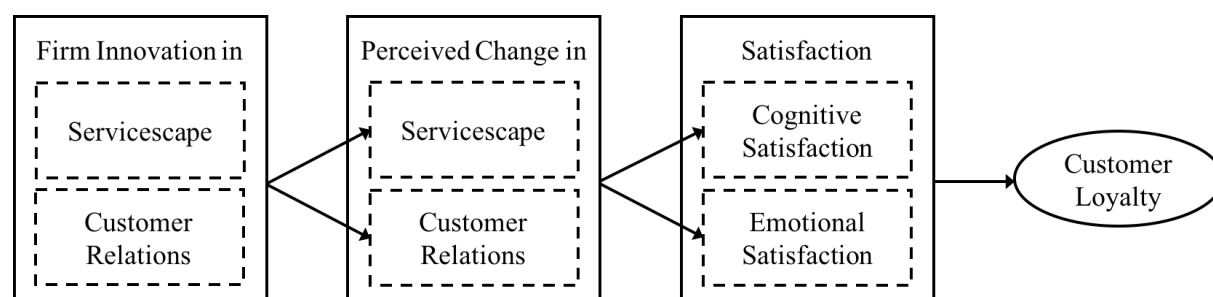 Firm Innovation in
Servicescape
Customer
Relations
Perceived Change in
Servicescape
Customer
Relations
Satisfaction
Cognitive
Satisfaction
Emotional
Satisfaction
Customer
Loyalty